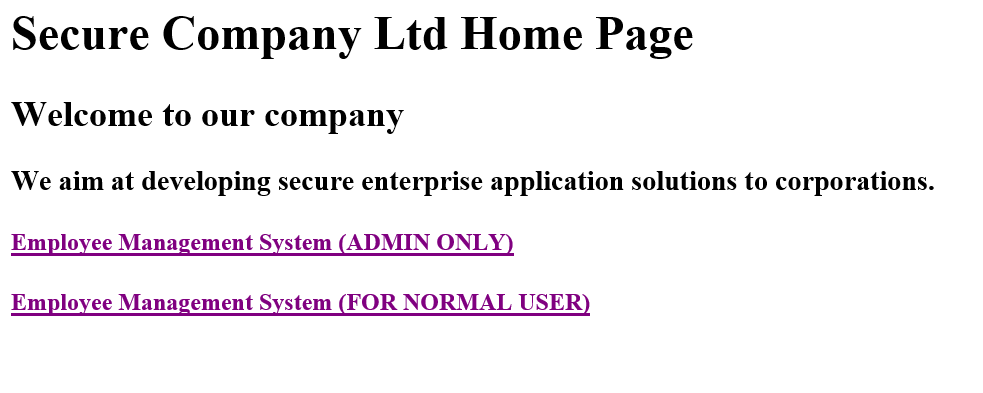 Secure Company Ltd Home Page
Welcome to our company
We aim at developing secure enterprise application solutions to corporations.
Employee Management System (ADMIN ONLY)
Employee Management System (FOR NORMAL USER)